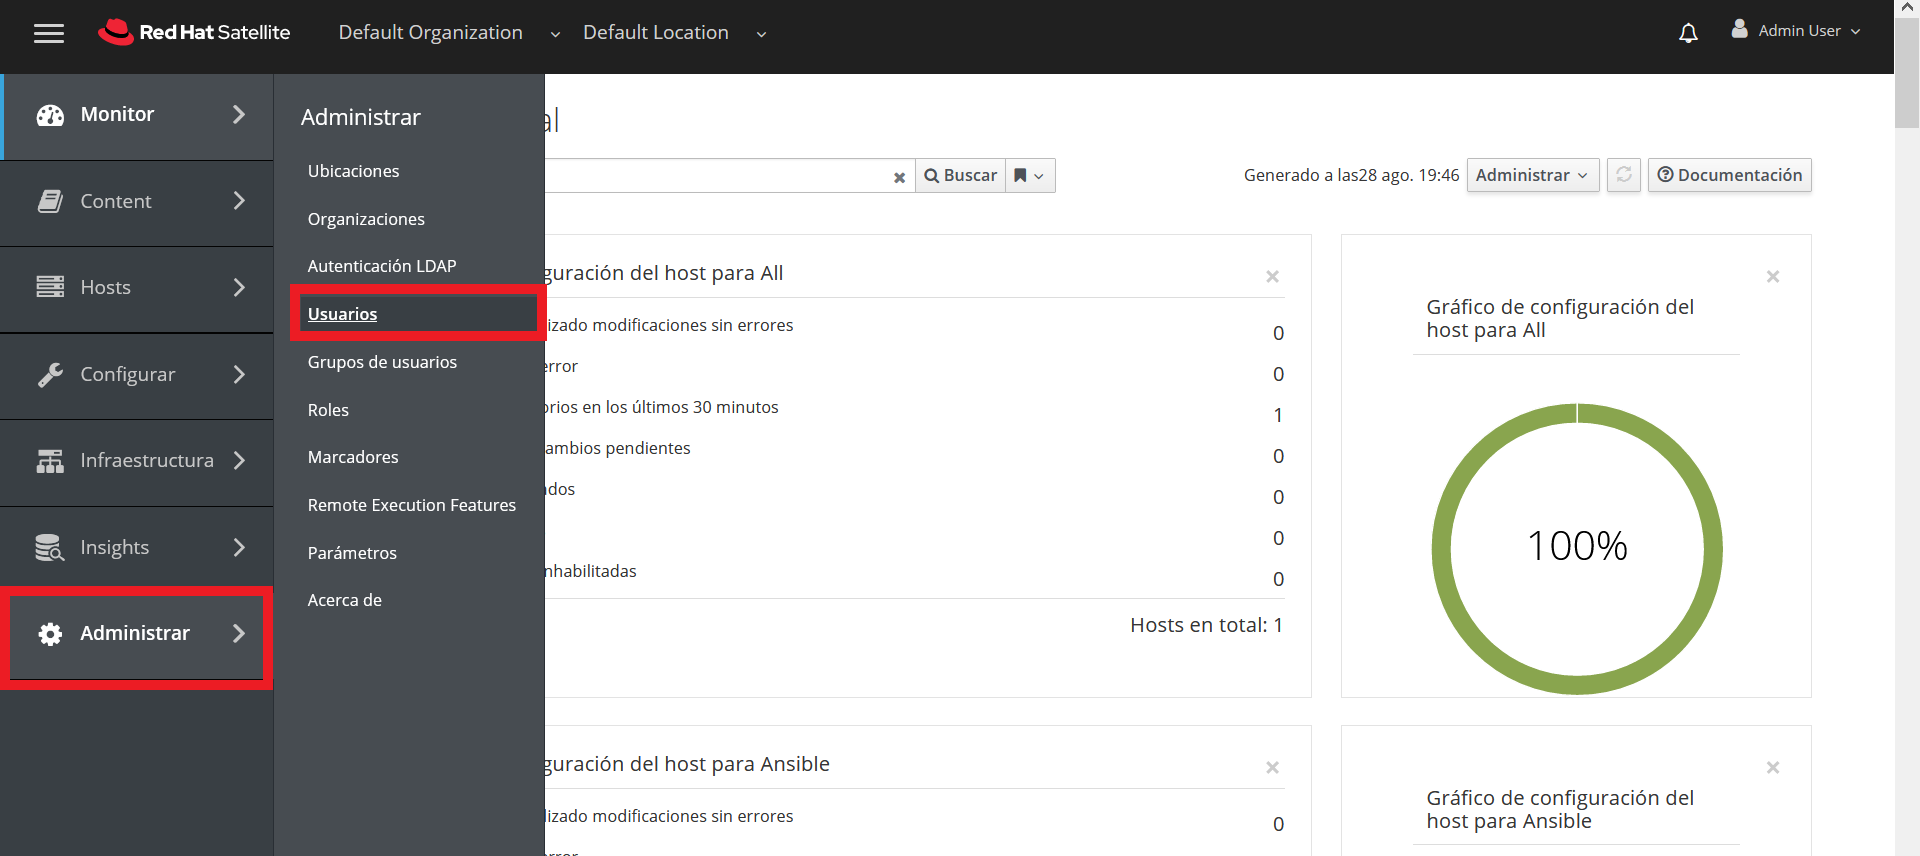 Red Hat Satellite
Default Organization
Default Location
Admin User
Monitor
Content
Hosts
Configurar
Infraestructura
Insights
Administrar
Administrar
Ubicaciones
Organizaciones
Autenticación LDAP
Usuarios
Grupos de usuarios
Roles
Marcadores
Remote Execution Features
Parámetros
Acerca de
al
Buscar
Generado a las28 ago. 19:46
Administrar
Documentación
guración del host para All
izado modificaciones sin errores
0
error
0
orios en los últimos 30 minutos
1
ambios pendientes
0
ados
0
0
nhabilitadas
0
Hosts en total: 1
Gráfico de configuración del
host para All
100%
guración del host para Ansible
lizado modificaciones sin errores
0
Gráfico de configuración del
host para Ansible